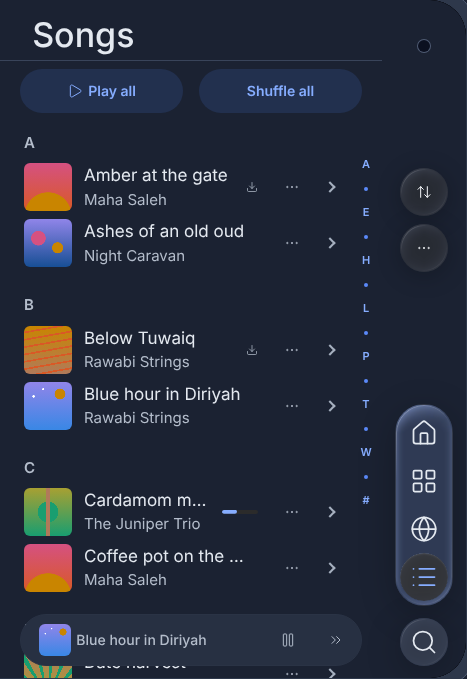 Songs
Play all
Shuffle all
A
Amber at the gate
Maha Saleh
Ashes of an old oud
Night Caravan
B
Below Tuwaiq
Rawabi Strings
Blue hour in Diriyah
Rawabi Strings
C
Cardamom m...
The Juniper Trio
Coffee pot on the ...
Maha Saleh
Blue hour in Diriyah
A
E
H
L
P
T
W
#